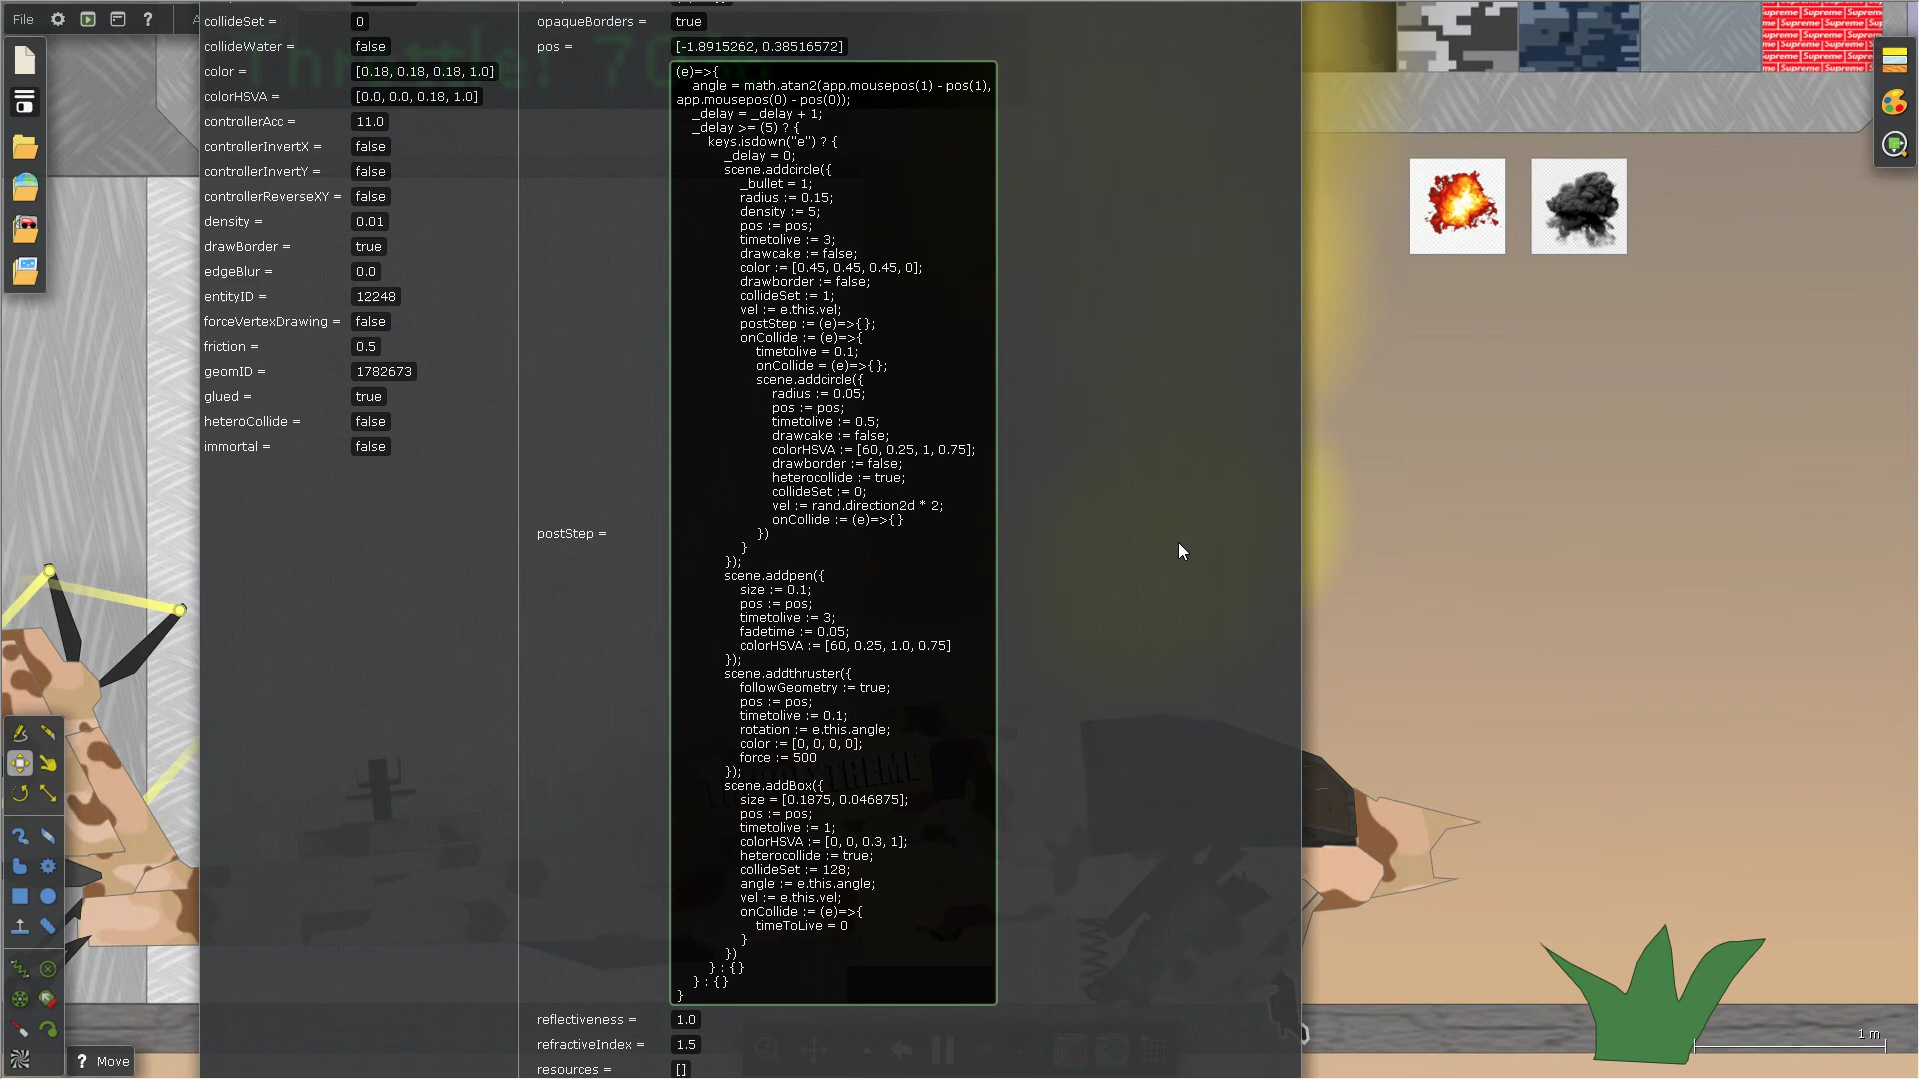 File
collideSet = 0
collideWater = false
color = [0.18, 0.18, 0.18, 1.0]
colorHSVA = [0.0, 0.0, 0.18, 1.0]
controllerAcc = 11.0
controllerInvertX = false
controllerInvertY = false
controllerReverseXY = false
density = 0.01
drawBorder = true
edgeBlur = 0.0
entityID = 12248
forceVertexDrawing = false
friction = 0.5
geomID = 1782673
glued = true
heteroCollide = false
immortal = false
opaqueBorders = true
pos = [-1.8915262, 0.38516572]
postStep =
(e)=>{
angle = math.atan2(app.mousepos(1) - pos(1),
app.mousepos(0) - pos(0));
_delay = _delay + 1;
_delay >= (5) ? {
keys.isdown("e") ? {
_delay = 0;
scene.addcircle({
_bullet = 1;
radius := 0.15;
density := 5;
pos := pos;
timetolive := 3;
drawcake := false;
color := [0.45, 0.45, 0.45, 0];
drawborder := false;
collideSet := 1;
vel := e.this.vel;
postStep := (e)=>{};
onCollide := (e)=>{
timetolive = 0.1;
onCollide = (e)=>{};
scene.addcircle({
radius := 0.05;
pos := pos;
timetolive := 0.5;
drawcake := false;
colorHSVA := [60, 0.25, 1, 0.75];
drawborder := false;
heterocollide := true;
collideSet := 0;
vel := rand.direction2d * 2;
onCollide := (e)=>{}
})
}
});
scene.addpen({
size := 0.1;
pos := pos;
timetolive := 3;
fadetime := 0.05;
colorHSVA := [60, 0.25, 1.0, 0.75]
});
scene.addthruster({
followGeometry := true;
pos := pos;
timetolive := 0.1;
rotation := e.this.angle;
color := [0, 0, 0, 0];
force := 500
});
scene.addBox({
size = [0.1875, 0.046875];
pos := pos;
timetolive := 1;
colorHSVA := [0, 0, 0.3, 1];
heterocollide := true;
collideSet := 128;
angle := e.this.angle;
vel := e.this.vel;
onCollide := (e)=>{
timeToLive = 0
}
})
} : {}
} : {}
}
reflectiveness = 1.0
refractiveIndex = 1.5
resources = []
Supreme
Supreme
Supreme
Supreme
Supreme
Supreme
? Move
1 m